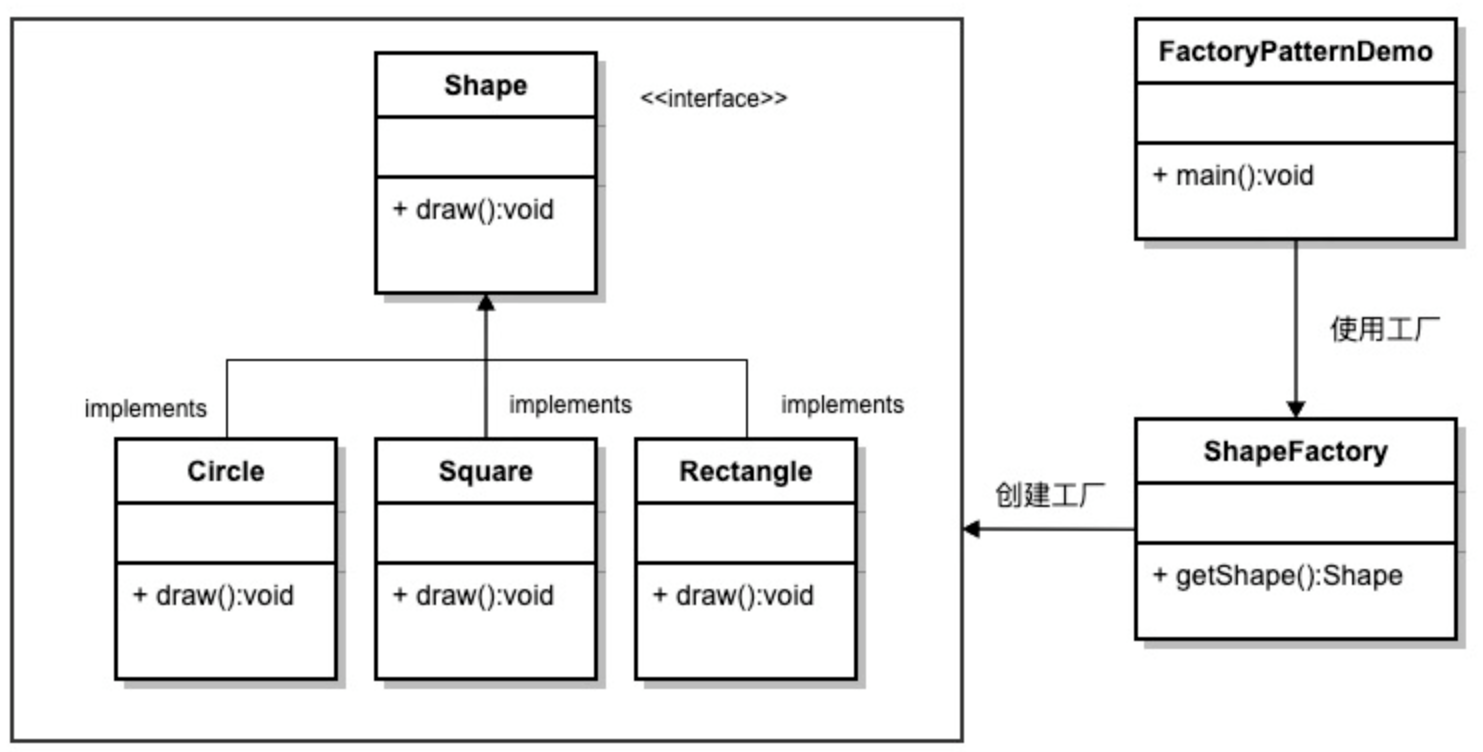 Shape
<<interface>>
+ draw():void
implements
implements
implements
Circle
+ draw():void
Square
+ draw():void
Rectangle
+ draw():void
FactoryPatternDemo
+ main():void
使用工厂
创建工厂
ShapeFactory
+ getShape():Shape